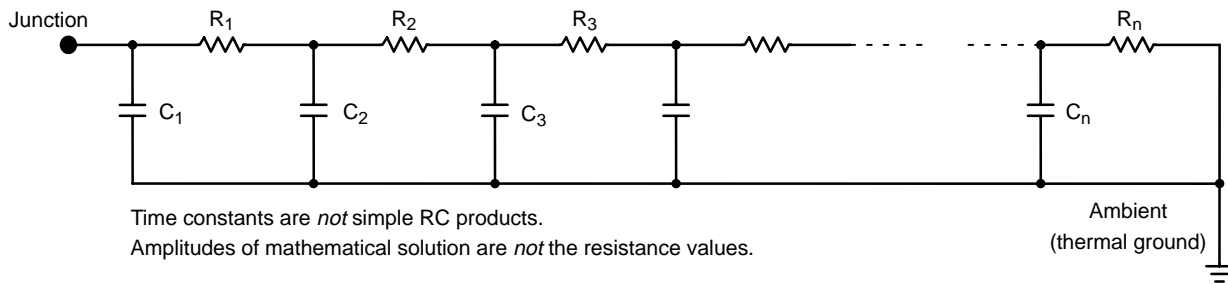 Junction
R1
R2
R3
Rn
C1
C2
C3
Cn
Time constants are not simple RC products.
Amplitudes of mathematical solution are not the resistance values.
Ambient
(thermal ground)